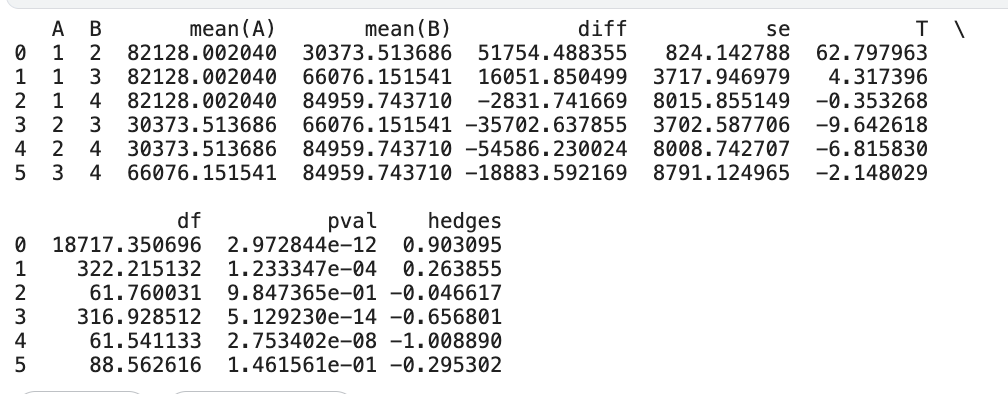 A B mean(A) mean(B) diff se T \
0 1 2 82128.002040 30373.513686 51754.488355 824.142788 62.797963
1 1 3 82128.002040 66076.151541 16051.850499 3717.946979 4.317396
2 1 4 82128.002040 84959.743710 -2831.741669 8015.855149 -0.353268
3 2 3 30373.513686 66076.151541 -35702.637855 3702.587706 -9.642618
4 2 4 30373.513686 84959.743710 -54586.230024 8008.742707 -6.815830
5 3 4 66076.151541 84959.743710 -18883.592169 8791.124965 -2.148029
df pval hedges
0 18717.350696 2.972844e-12 0.903095
1 322.215132 1.233347e-04 0.263855
2 61.760031 9.847365e-01 -0.046617
3 316.928512 5.129230e-14 -0.656801
4 61.541133 2.753402e-08 -1.008890
5 88.562616 1.461561e-01 -0.295302